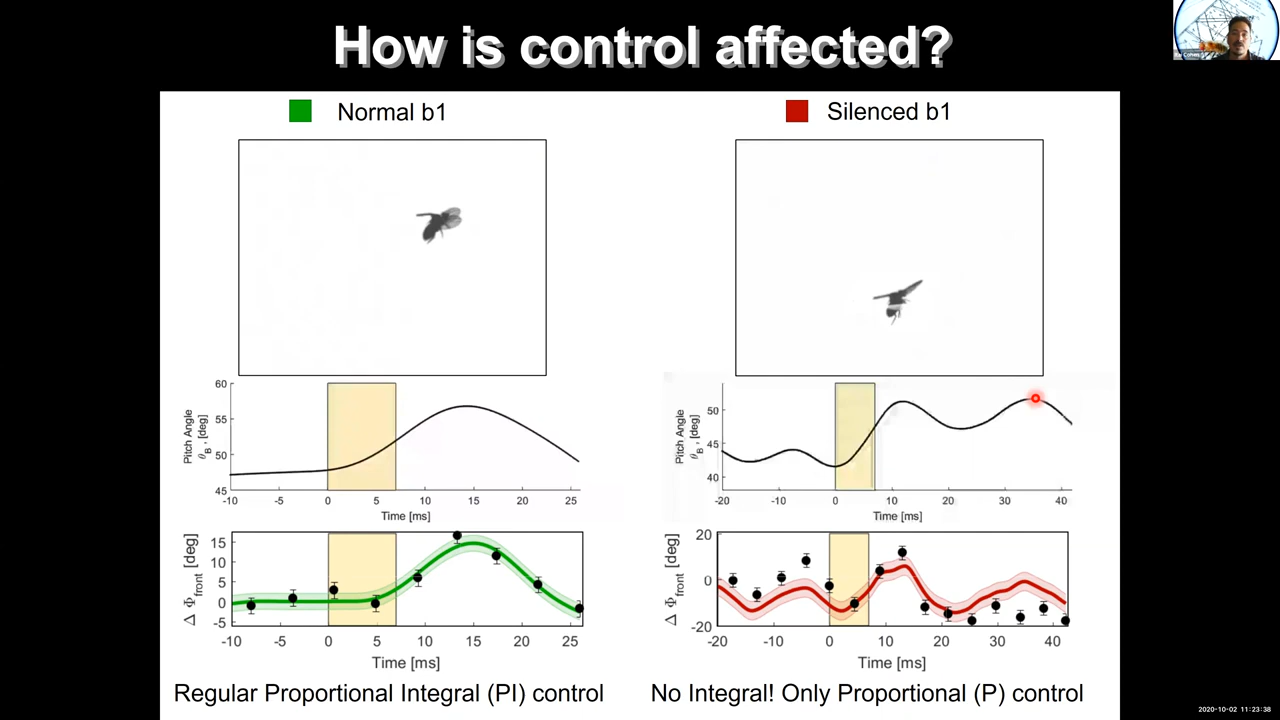 How is control affected?
Normal b1
Silenced b1
60
55
50
45
Pitch Angle
θB , [deg]
-10 -5 0 5 10 15 20 25
Time [ms]
50
45
40
Pitch Angle
θB , [deg]
-20 -10 0 10 20 30 40
Time [ms]
15
10
5
0
-5
Δ Φfront [deg]
-10 -5 0 5 10 15 20 25
Time [ms]
20
0
-20
Δ Φfront [deg]
-20 -10 0 10 20 30 40
Time [ms]
Regular Proportional Integral (PI) control
No Integral! Only Proportional (P) control
2020-10-02 11:23:38